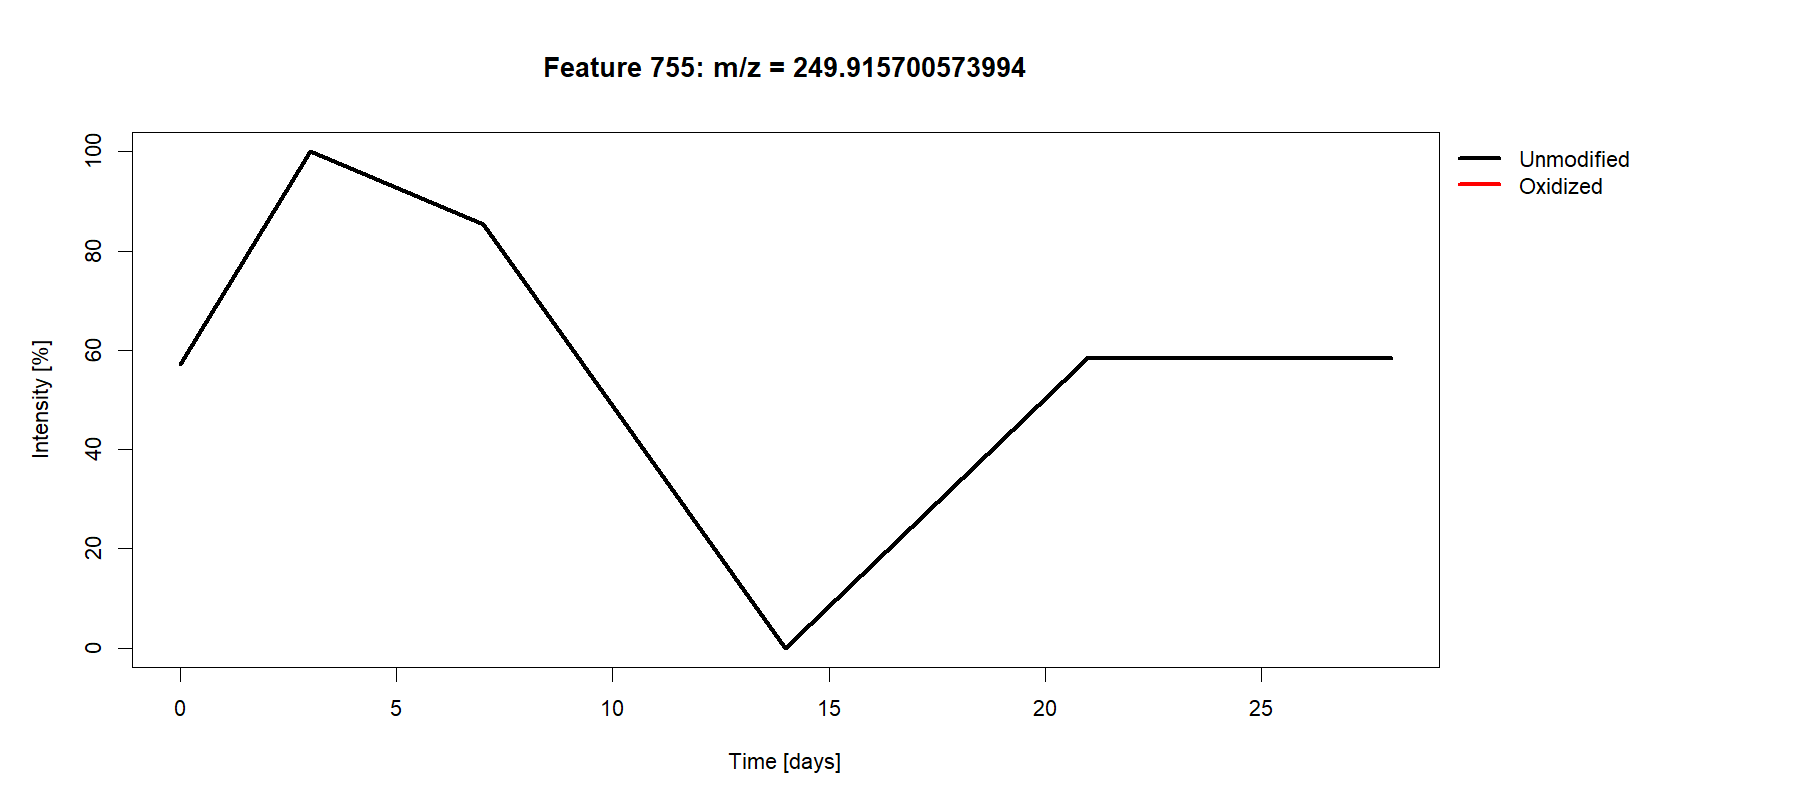 Feature 755: m/z = 249.915700573994
Unmodified
Oxidized
Intensity [%]
100
80
60
40
20
0
0 5 10 15 20 25
Time [days]